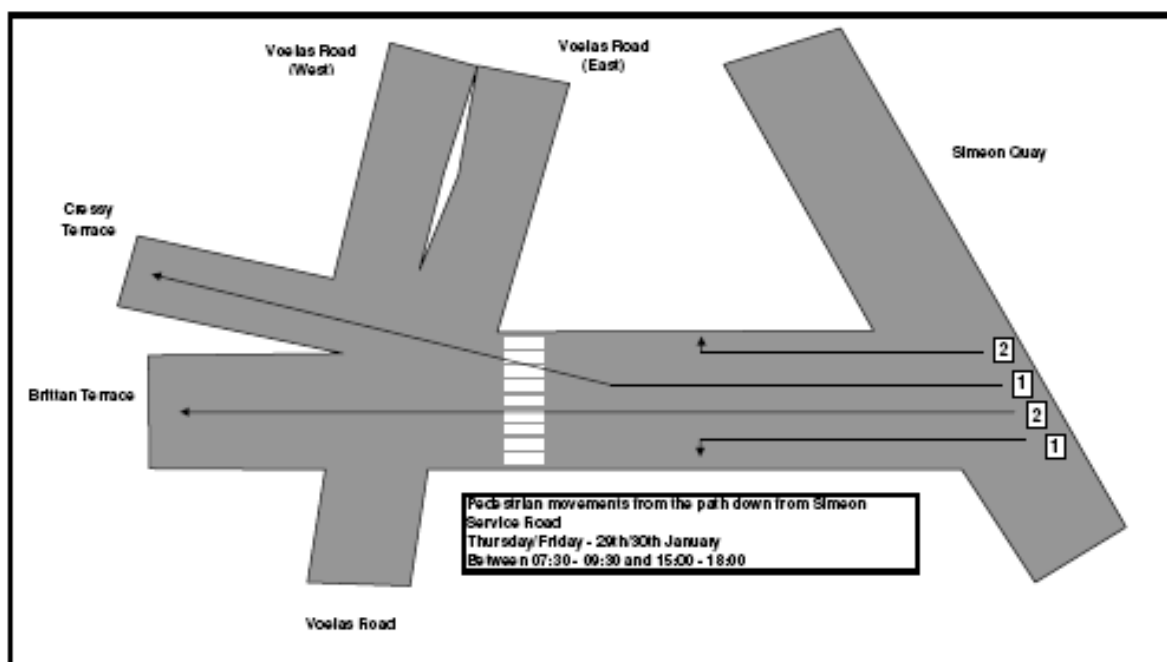 Voelas Road
(West)
Voelas Road
(East)
Simeon Quay
Cressy
Terrace
2
1
Brittan Terrace
2
1
Pedestrian movements from the path down from Simeon
Service Road
Thursday/Friday - 29th/30th January
Between 07:30 - 09:30 and 15:00 - 18:00
Voelas Road